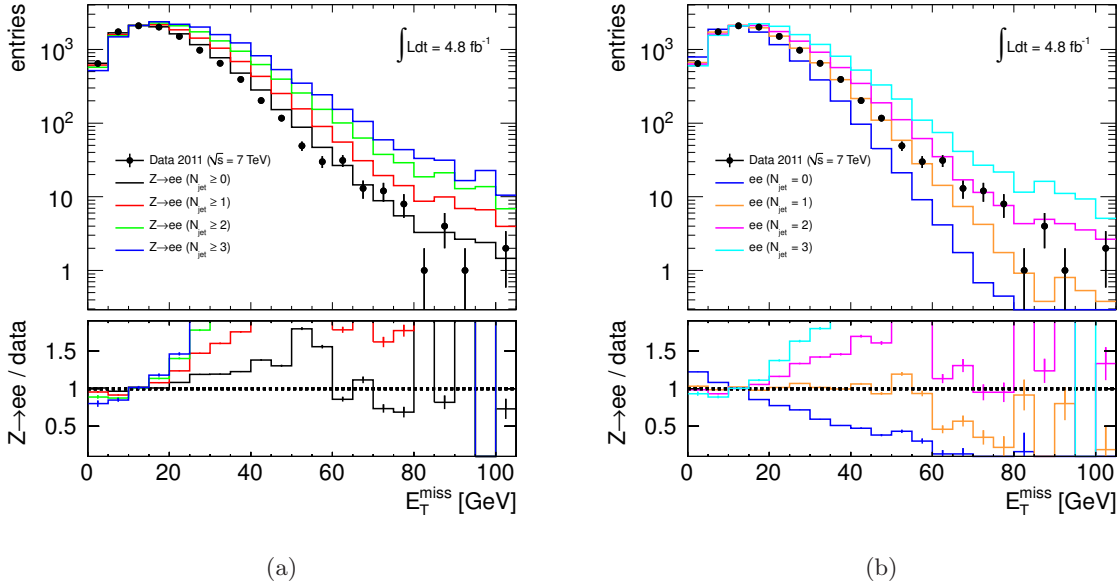 entries
10³
10²
10
1
∫Ldt = 4.8 fb⁻¹
Data 2011 (√s = 7 TeV)
Z→ee (N_jet ≥ 0)
Z→ee (N_jet ≥ 1)
Z→ee (N_jet ≥ 2)
Z→ee (N_jet ≥ 3)
Z→ee / data
1.5
1
0.5
0 20 40 60 80 100
E_T^miss [GeV]
(a)
entries
10³
10²
10
1
∫Ldt = 4.8 fb⁻¹
Data 2011 (√s = 7 TeV)
ee (N_jet = 0)
ee (N_jet = 1)
ee (N_jet = 2)
ee (N_jet = 3)
Z→ee / data
1.5
1
0.5
0 20 40 60 80 100
E_T^miss [GeV]
(b)